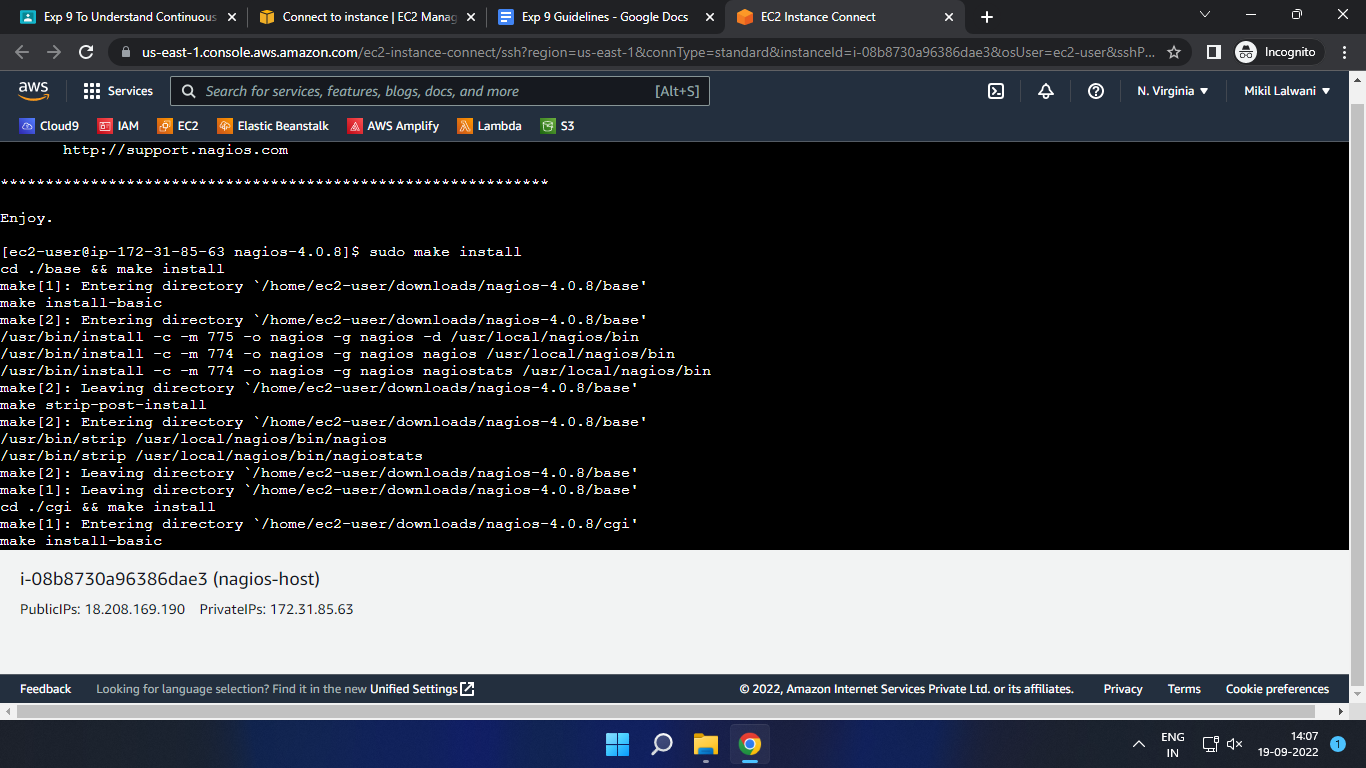 Exp 9 To Understand Continuous
Connect to instance | EC2 Manag
Exp 9 Guidelines - Google Docs
EC2 Instance Connect
us-east-1.console.aws.amazon.com/ec2-instance-connect/ssh?region=us-east-1&connType=standard&instanceId=i-08b8730a96386dae3&osUser=ec2-user&sshP...
Incognito
aws
Services
Search for services, features, blogs, docs, and more
[Alt+S]
N. Virginia
Mikil Lalwani
Cloud9
IAM
EC2
Elastic Beanstalk
AWS Amplify
Lambda
S3
http://support.nagios.com
*************************************************************
Enjoy.
[ec2-user@ip-172-31-85-63 nagios-4.0.8]$ sudo make install
cd ./base && make install
make[1]: Entering directory `/home/ec2-user/downloads/nagios-4.0.8/base'
make install-basic
make[2]: Entering directory `/home/ec2-user/downloads/nagios-4.0.8/base'
/usr/bin/install -c -m 775 -o nagios -g nagios -d /usr/local/nagios/bin
/usr/bin/install -c -m 774 -o nagios -g nagios nagios /usr/local/nagios/bin
/usr/bin/install -c -m 774 -o nagios -g nagios nagiostats /usr/local/nagios/bin
make[2]: Leaving directory `/home/ec2-user/downloads/nagios-4.0.8/base'
make strip-post-install
make[2]: Entering directory `/home/ec2-user/downloads/nagios-4.0.8/base'
/usr/bin/strip /usr/local/nagios/bin/nagios
/usr/bin/strip /usr/local/nagios/bin/nagiostats
make[2]: Leaving directory `/home/ec2-user/downloads/nagios-4.0.8/base'
make[1]: Leaving directory `/home/ec2-user/downloads/nagios-4.0.8/base'
cd ./cgi && make install
make[1]: Entering directory `/home/ec2-user/downloads/nagios-4.0.8/cgi'
make install-basic
i-08b8730a96386dae3 (nagios-host)
PublicIPs: 18.208.169.190 PrivateIPs: 172.31.85.63
Feedback
Looking for language selection? Find it in the new Unified Settings
© 2022, Amazon Internet Services Private Ltd. or its affiliates.
Privacy
Terms
Cookie preferences
ENG
IN
14:07
19-09-2022
1